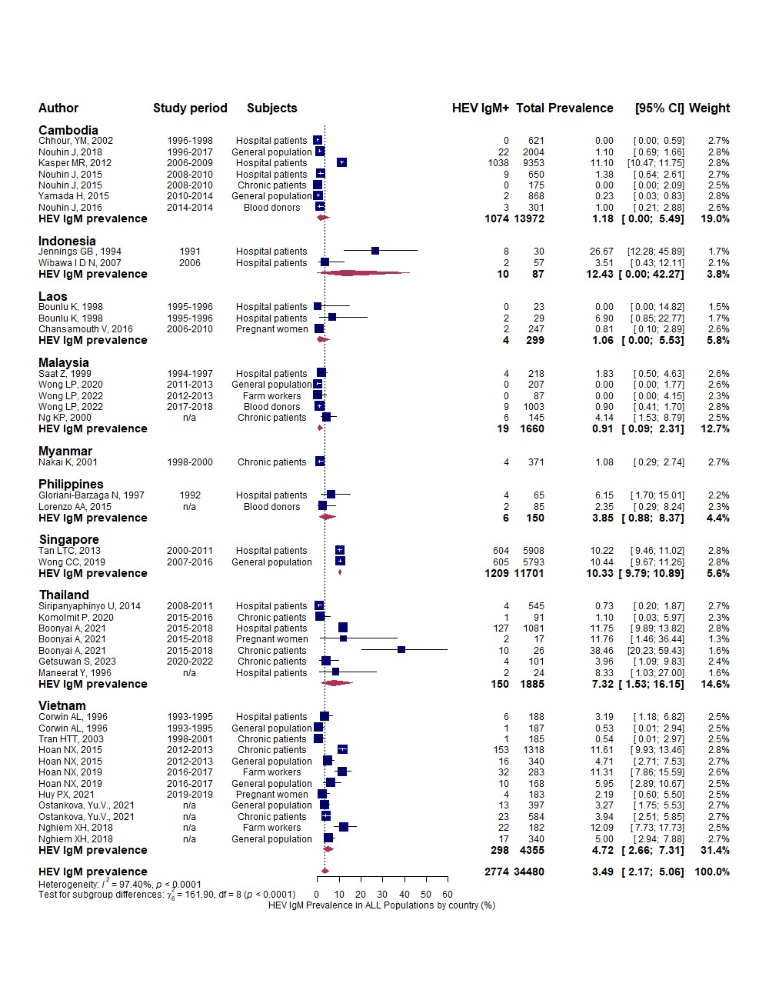 Author Study period Subjects HEV IgM+ Total Prevalence [95% CI] Weight
Cambodia
Chhour, YM, 2002 1996-1998 Hospital patients 0 621 0.00 [ 0.00; 0.59] 2.7%
Nouhin J, 2018 1996-2017 General population 22 2004 1.10 [ 0.69; 1.66] 2.8%
Kasper MR, 2012 2006-2009 Hospital patients 1038 9353 11.10 [10.47; 11.75] 2.8%
Nouhin J, 2015 2008-2010 Hospital patients 9 650 1.38 [ 0.64; 2.61] 2.7%
Nouhin J, 2015 2008-2010 Chronic patients 0 175 0.00 [ 0.00; 2.09] 2.5%
Yamada H, 2015 2010-2014 General population 2 868 0.23 [ 0.03; 0.83] 2.7%
Nouhin J, 2016 2014-2014 Blood donors 3 301 1.00 [ 0.21; 2.88] 2.6%
HEV IgM prevalence 1074 13972 1.18 [ 0.00; 5.49] 19.0%
Indonesia
Jennings GB , 1994 1991 Hospital patients 8 30 26.67 [12.28; 45.89] 1.7%
Wibawa I D N, 2007 2006 Hospital patients 2 57 3.51 [ 0.43; 12.11] 2.1%
HEV IgM prevalence 10 87 12.43 [ 0.00; 42.27] 3.8%
Laos
Bounlu K, 1998 1995-1996 Hospital patients 0 23 0.00 [ 0.00; 14.82] 1.5%
Bounlu K, 1998 1995-1996 Hospital patients 2 29 6.90 [ 0.85; 22.77] 1.7%
Chansamouth V, 2016 2006-2010 Pregnant women 2 247 0.81 [ 0.10; 2.89] 2.6%
HEV IgM prevalence 4 299 1.06 [ 0.00; 5.53] 5.8%
Malaysia
Saat Z, 1999 1994-1997 Hospital patients 4 218 1.83 [ 0.50; 4.63] 2.6%
Wong LP, 2020 2011-2013 General population 0 207 0.00 [ 0.00; 1.77] 2.6%
Wong LP, 2022 2012-2013 Farm workers 0 87 0.00 [ 0.00; 4.15] 2.3%
Wong LP, 2022 2017-2018 Blood donors 9 1003 0.90 [ 0.41; 1.70] 2.8%
Ng KP, 2000 n/a Chronic patients 6 145 4.14 [ 1.53; 8.79] 2.5%
HEV IgM prevalence 19 1660 0.91 [ 0.09; 2.31] 12.7%
Myanmar
Nakai K, 2001 1998-2000 Chronic patients 4 371 1.08 [ 0.29; 2.74] 2.7%
Philippines
Gloriani-Barzaga N, 1997 1992 Hospital patients 4 65 6.15 [ 1.70; 15.01] 2.2%
Lorenzo AA, 2015 n/a Blood donors 2 85 2.35 [ 0.29; 8.24] 2.3%
HEV IgM prevalence 6 150 3.85 [ 0.88; 8.37] 4.4%
Singapore
Tan LTC, 2013 2000-2011 Hospital patients 604 5908 10.22 [ 9.46; 11.02] 2.8%
Wong CC, 2019 2007-2016 General population 605 5793 10.44 [ 9.67; 11.26] 2.8%
HEV IgM prevalence 1209 11701 10.33 [ 9.79; 10.89] 5.6%
Thailand
Siripanyaphinyo U, 2014 2008-2011 Hospital patients 4 545 0.73 [ 0.20; 1.87] 2.7%
Komolmit P, 2020 2015-2016 Chronic patients 1 91 1.10 [ 0.03; 5.97] 2.3%
Boonyai A, 2021 2015-2018 Hospital patients 127 1081 11.75 [ 9.89; 13.82] 2.8%
Boonyai A, 2021 2015-2018 Pregnant women 2 17 11.76 [ 1.46; 36.44] 1.3%
Boonyai A, 2021 2015-2018 Chronic patients 10 26 38.46 [20.23; 59.43] 1.6%
Getsuwan S, 2023 2020-2022 Chronic patients 4 101 3.96 [ 1.09; 9.83] 2.4%
Maneerat Y, 1996 n/a Hospital patients 2 24 8.33 [ 1.03; 27.00] 1.6%
HEV IgM prevalence 150 1885 7.32 [ 1.53; 16.15] 14.6%
Vietnam
Corwin AL, 1996 1993-1995 Hospital patients 6 188 3.19 [ 1.18; 6.82] 2.5%
Corwin AL, 1996 1993-1995 General population 1 187 0.53 [ 0.01; 2.94] 2.5%
Tran HTT, 2003 1998-2001 Chronic patients 1 185 0.54 [ 0.01; 2.97] 2.5%
Hoan NX, 2015 2012-2013 Chronic patients 153 1318 11.61 [ 9.93; 13.46] 2.8%
Hoan NX, 2015 2012-2013 General population 16 340 4.71 [ 2.71; 7.53] 2.7%
Hoan NX, 2019 2016-2017 Farm workers 32 283 11.31 [ 7.86; 15.59] 2.6%
Hoan NX, 2019 2016-2017 General population 10 168 5.95 [ 2.89; 10.67] 2.5%
Huy PX, 2021 2019-2019 Pregnant women 4 183 2.19 [ 0.60; 5.50] 2.5%
Ostankova, Yu.V., 2021 n/a General population 13 397 3.27 [ 1.75; 5.53] 2.7%
Ostankova, Yu.V., 2021 n/a Chronic patients 23 584 3.94 [ 2.51; 5.85] 2.7%
Nghiem XH, 2018 n/a Farm workers 22 182 12.09 [ 7.73; 17.73] 2.5%
Nghiem XH, 2018 n/a General population 17 340 5.00 [ 2.94; 7.88] 2.7%
HEV IgM prevalence 298 4355 4.72 [ 2.66; 7.31] 31.4%
HEV IgM prevalence 2774 34480 3.49 [ 2.17; 5.06] 100.0%
Heterogeneity: I² = 97.40%, p < 0.0001
Test for subgroup differences: χ²₈ = 161.90, df = 8 (p < 0.0001)
0 10 20 30 40 50 60
HEV IgM Prevalence in ALL Populations by country (%)